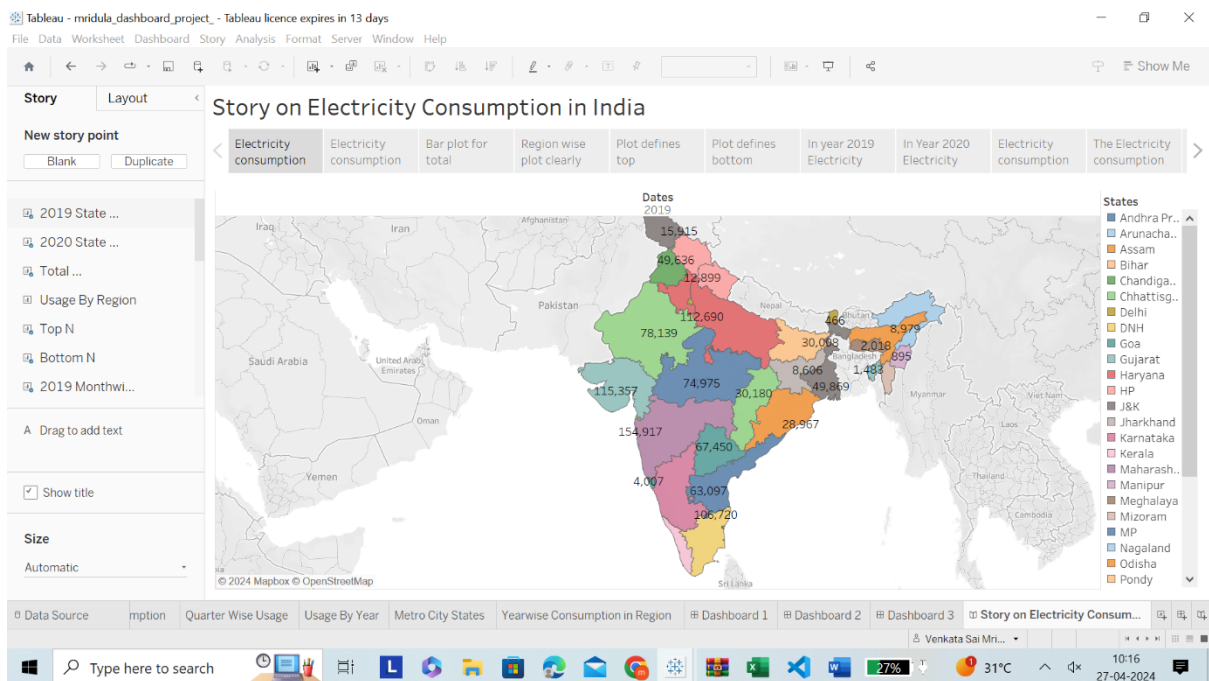 Tableau - mridula_dashboard_project_ - Tableau licence expires in 13 days
File Data Worksheet Dashboard Story Analysis Format Server Window Help
Show Me
Story Layout
New story point
Blank Duplicate
2019 State ...
2020 State ...
Total ...
Usage By Region
Top N
Bottom N
2019 Monthwi...
A Drag to add text
Show title
Size
Automatic
Story on Electricity Consumption in India
Electricity consumption
Electricity consumption
Bar plot for total
Region wise plot clearly
Plot defines top
Plot defines bottom
In year 2019 Electricity
In Year 2020 Electricity
Electricity consumption
The Electricity consumption
Dates
2019
Iraq
Iran
Afghanistan
15,915
49,636
12,899
Pakistan
Nepal
112,690
466
Bhutan
8,979
78,139
30,098
2,018
Saudi Arabia
United Arab Emirates
Bangladesh
895
8,606
1,483
74,975
115,357
30,180
49,869
Myanmar
Viet Nam
Oman
28,967
Laos
154,917
67,450
Yemen
4,007
63,097
Thailand
106,720
Cambodia
Sri Lanka
© 2024 Mapbox © OpenStreetMap
States
Andhra Pr..
Arunacha..
Assam
Bihar
Chandiga..
Chhattisg..
Delhi
DNH
Goa
Gujarat
Haryana
HP
J&K
Jharkhand
Karnataka
Kerala
Maharash..
Manipur
Meghalaya
Mizoram
MP
Nagaland
Odisha
Pondy
Data Source mption Quarter Wise Usage Usage By Year Metro City States Yearwise Consumption in Region Dashboard 1 Dashboard 2 Dashboard 3 Story on Electricity Consum...
Venkata Sai Mri...
Type here to search
L
27%
1
31°C
10:16
27-04-2024